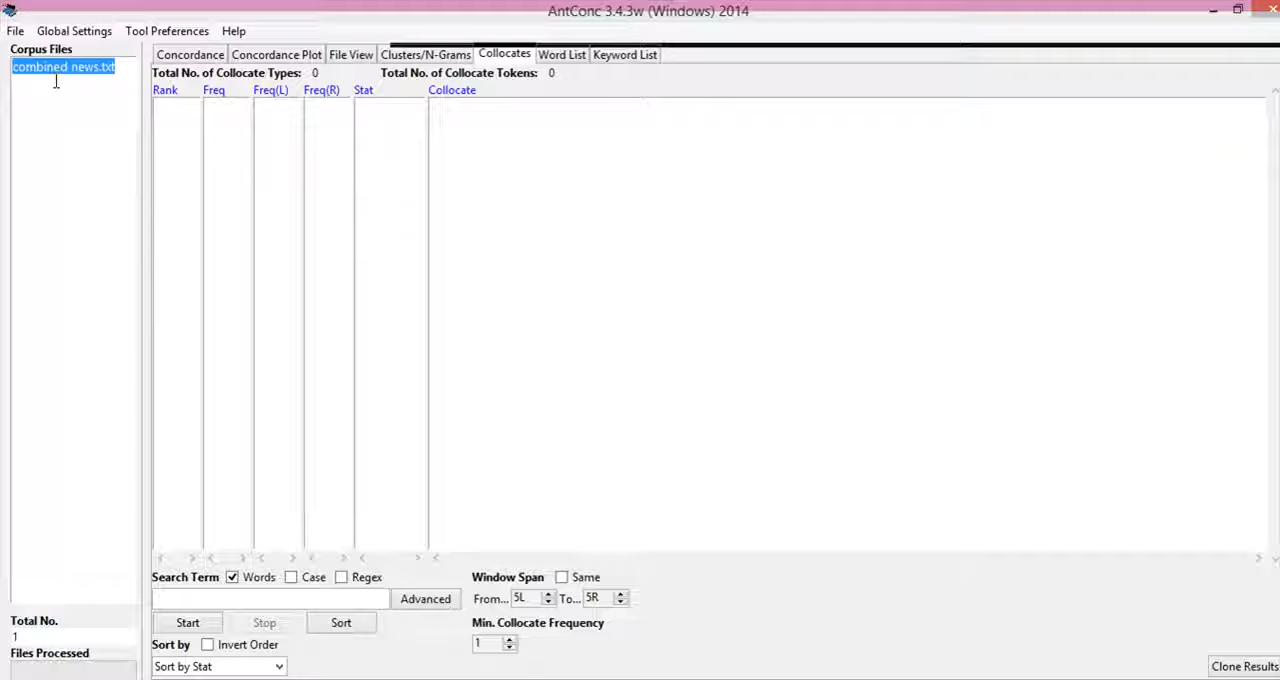 AntConc 3.4.3w (Windows) 2014
File Global Settings Tool Preferences Help
Corpus Files
combined news.txt
Concordance Concordance Plot File View Clusters/N-Grams Collocates Word List Keyword List
Total No. of Collocate Types: 0 Total No. of Collocate Tokens: 0
Rank Freq Freq(L) Freq(R) Stat Collocate
Search Term Words Case Regex Window Span Same
Advanced From... 5L To... 5R
Start Stop Sort Min. Collocate Frequency
Total No.
1
Sort by Invert Order 1
Files Processed
Sort by Stat Clone Results